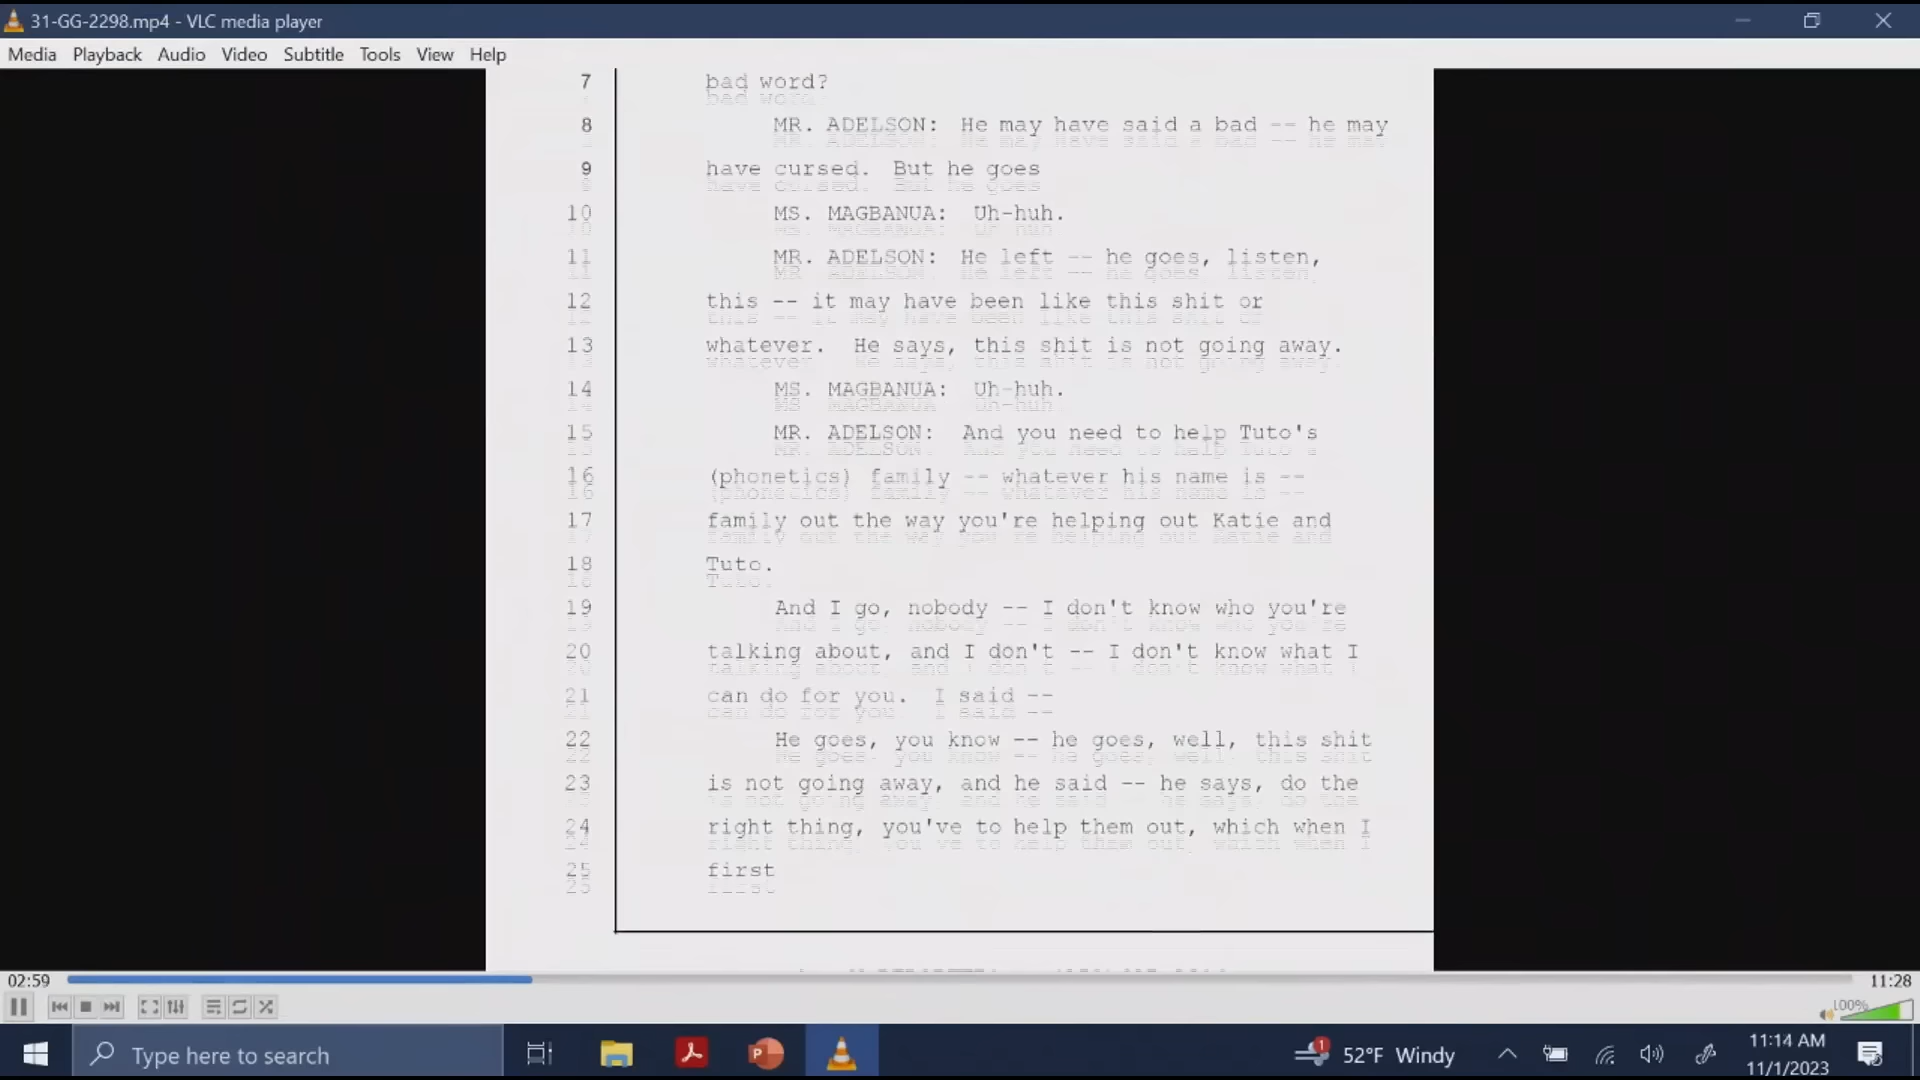 31-GG-2298.mp4 - VLC media player
Media Playback Audio Video Subtitle Tools View Help
7 bad word?
8 MR. ADELSON: He may have said a bad -- he may
9 have cursed. But he goes
10 MS. MAGBANUA: Uh-huh.
11 MR. ADELSON: He left -- he goes, listen,
12 this -- it may have been like this shit or
13 whatever. He says, this shit is not going away.
14 MS. MAGBANUA: Uh-huh.
15 MR. ADELSON: And you need to help Tuto's
16 (phonetics) family -- whatever his name is --
17 family out the way you're helping out Katie and
18 Tuto.
19 And I go, nobody -- I don't know who you're
20 talking about, and I don't -- I don't know what I
21 can do for you. I said --
22 He goes, you know -- he goes, well, this shit
23 is not going away, and he said -- he says, do the
24 right thing, you've to help them out, which when I
25 first
02:59 11:28
100%
Type here to search
1 52°F Windy
11:14 AM
11/1/2023